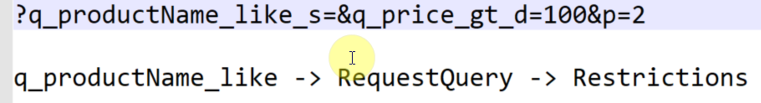 ?q_productName_like_s=&q_price_gt_d=100&p=2
q_productName_like -> RequestQuery -> Restrictions